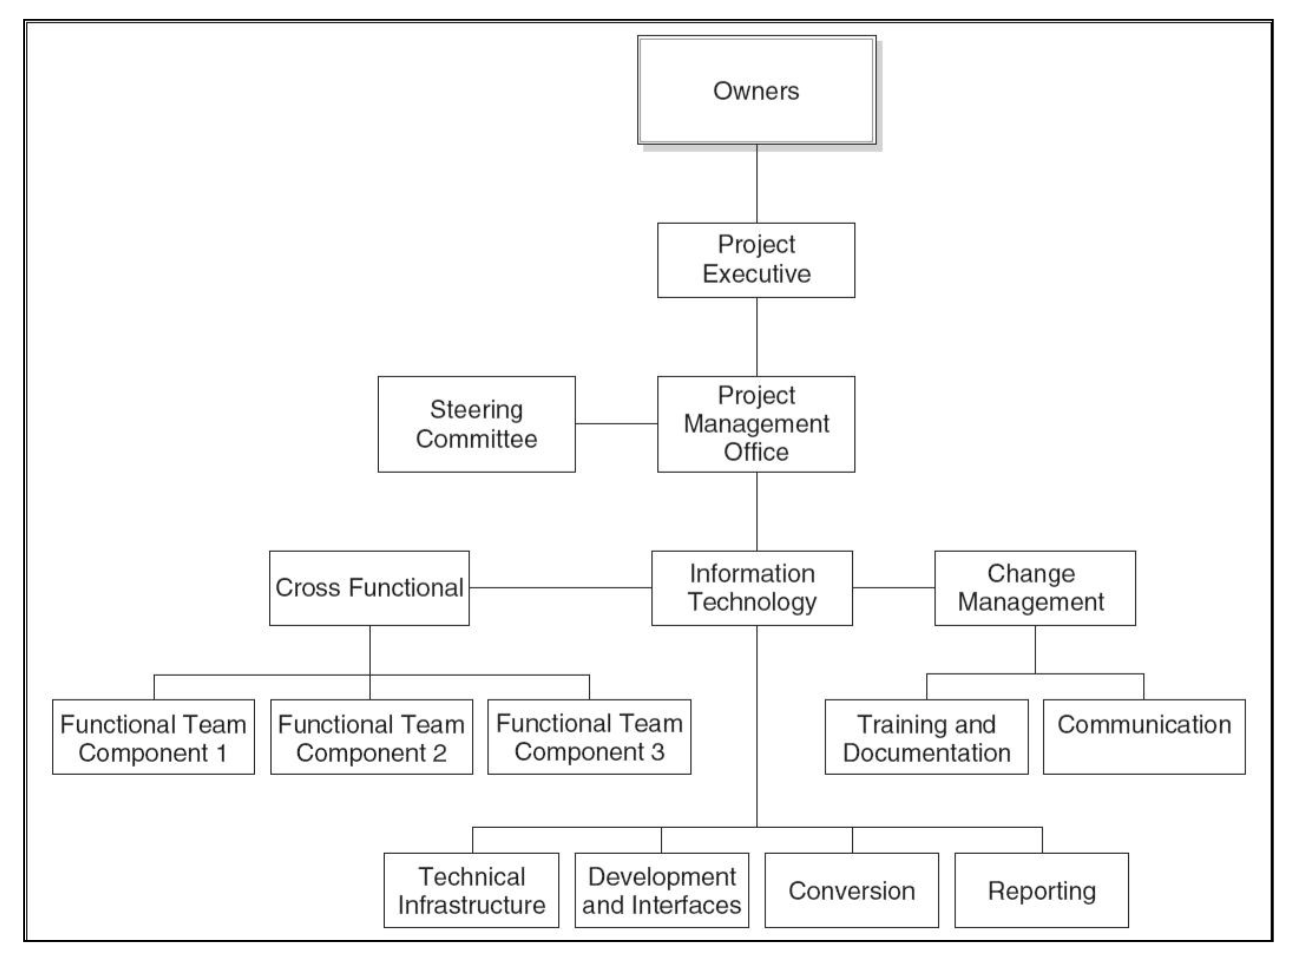 Owners
Project
Executive
Steering
Committee
Project
Management
Office
Cross Functional
Information
Technology
Change
Management
Functional Team
Component 1
Functional Team
Component 2
Functional Team
Component 3
Training and
Documentation
Communication
Technical
Infrastructure
Development
and Interfaces
Conversion
Reporting